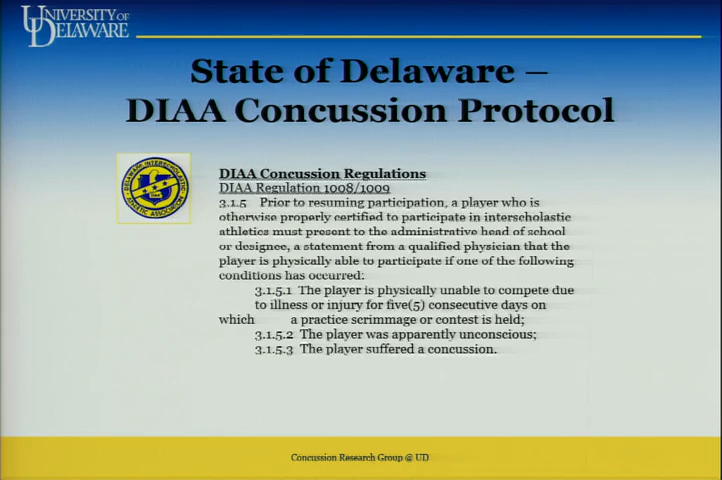 UNIVERSITY OF
DELAWARE
State of Delaware –
DIAA Concussion Protocol
DELAWARE INTERSCHOLASTIC
ATHLETIC ASSOCIATION
DIAA Concussion Regulations
DIAA Regulation 1008/1009
3.1.5 Prior to resuming participation, a player who is
otherwise properly certified to participate in interscholastic
athletics must present to the administrative head of school
or designee, a statement from a qualified physician that the
player is physically able to participate if one of the following
conditions has occurred:
3.1.5.1 The player is physically unable to compete due
to illness or injury for five(5) consecutive days on
which a practice scrimmage or contest is held;
3.1.5.2 The player was apparently unconscious;
3.1.5.3 The player suffered a concussion.
Concussion Research Group @ UD